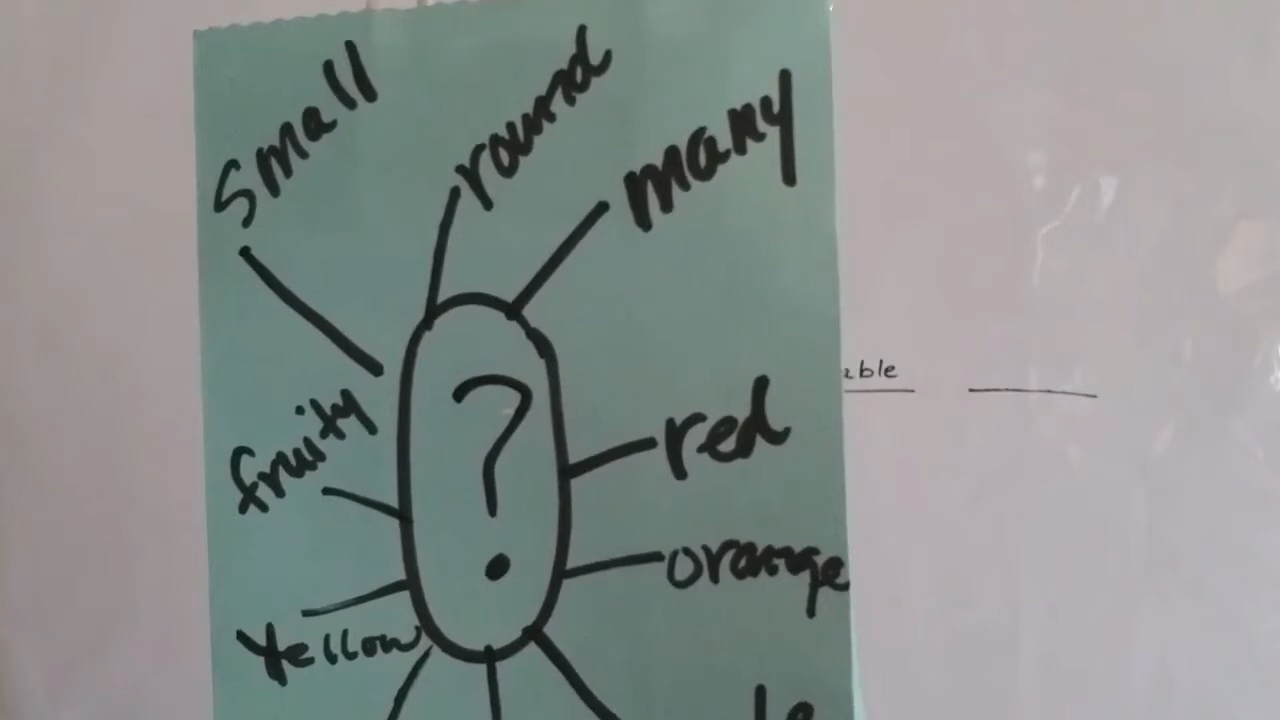 small
round
many
fruity
?
red
orange
Yellow